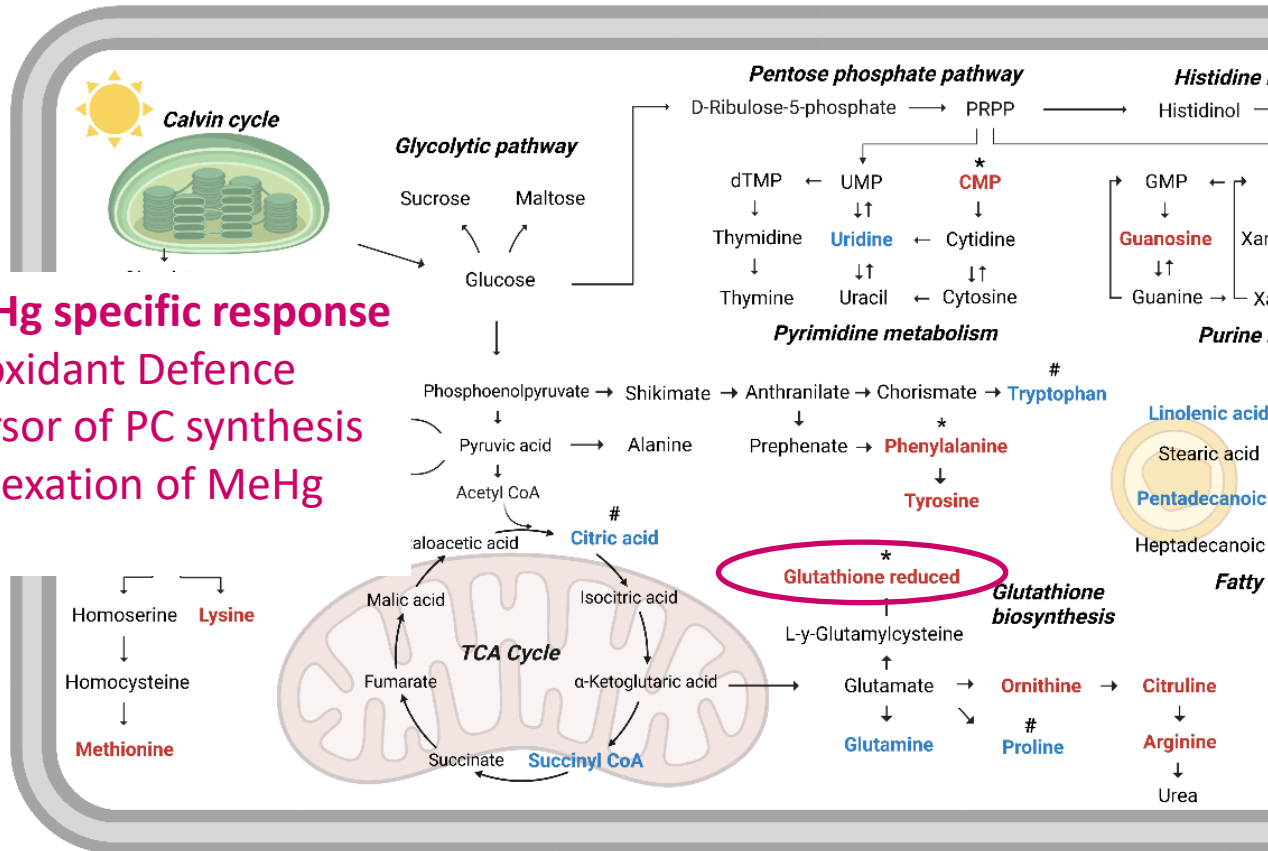 Pentose phosphate pathway
Histidine
D-Ribulose-5-phosphate → PRPP → Histidinol
Calvin cycle
Glycolytic pathway
Sucrose Maltose
Glucose
*
dTMP ← UMP CMP GMP
↓ ↓↑ ↓ ↓
Thymidine Uridine ← Cytidine Guanosine
↓ ↓↑ ↓↑ ↓↑
Thymine Uracil ← Cytosine Guanine →
Pyrimidine metabolism
Purine
Hg specific response
oxidant Defence
sor of PC synthesis
exation of MeHg
#
Phosphoenolpyruvate → Shikimate → Anthranilate → Chorismate → Tryptophan
*
Pyruvic acid → Alanine Prephenate → Phenylalanine
Acetyl CoA
Tyrosine
Linolenic acid
Stearic acid
Pentadecanoic
Heptadecanoic
Fatty
#
aloacetic acid Citric acid
Malic acid Isocitric acid
TCA Cycle
Fumarate α-Ketoglutaric acid
Succinate Succinyl CoA
*
Glutathione reduced
Glutathione
biosynthesis
L-y-Glutamylcysteine
Glutamate → Ornithine → Citruline
#
Glutamine Proline Arginine
Urea
Homoserine Lysine
Homocysteine
Methionine